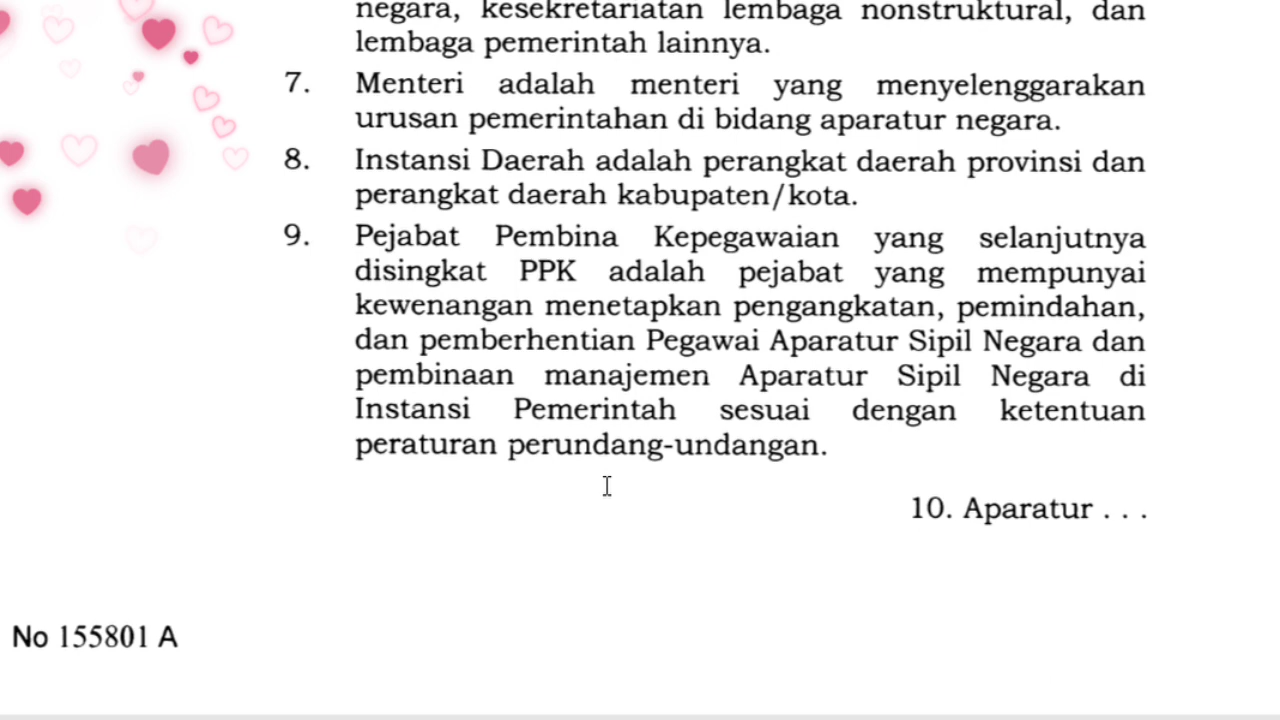 negara, kesekretariatan lembaga nonstruktural, dan
lembaga pemerintah lainnya.
7. Menteri adalah menteri yang menyelenggarakan
urusan pemerintahan di bidang aparatur negara.
8. Instansi Daerah adalah perangkat daerah provinsi dan
perangkat daerah kabupaten/kota.
9. Pejabat Pembina Kepegawaian yang selanjutnya
disingkat PPK adalah pejabat yang mempunyai
kewenangan menetapkan pengangkatan, pemindahan,
dan pemberhentian Pegawai Aparatur Sipil Negara dan
pembinaan manajemen Aparatur Sipil Negara di
Instansi Pemerintah sesuai dengan ketentuan
peraturan perundang-undangan.
10. Aparatur . . .
No 155801 A